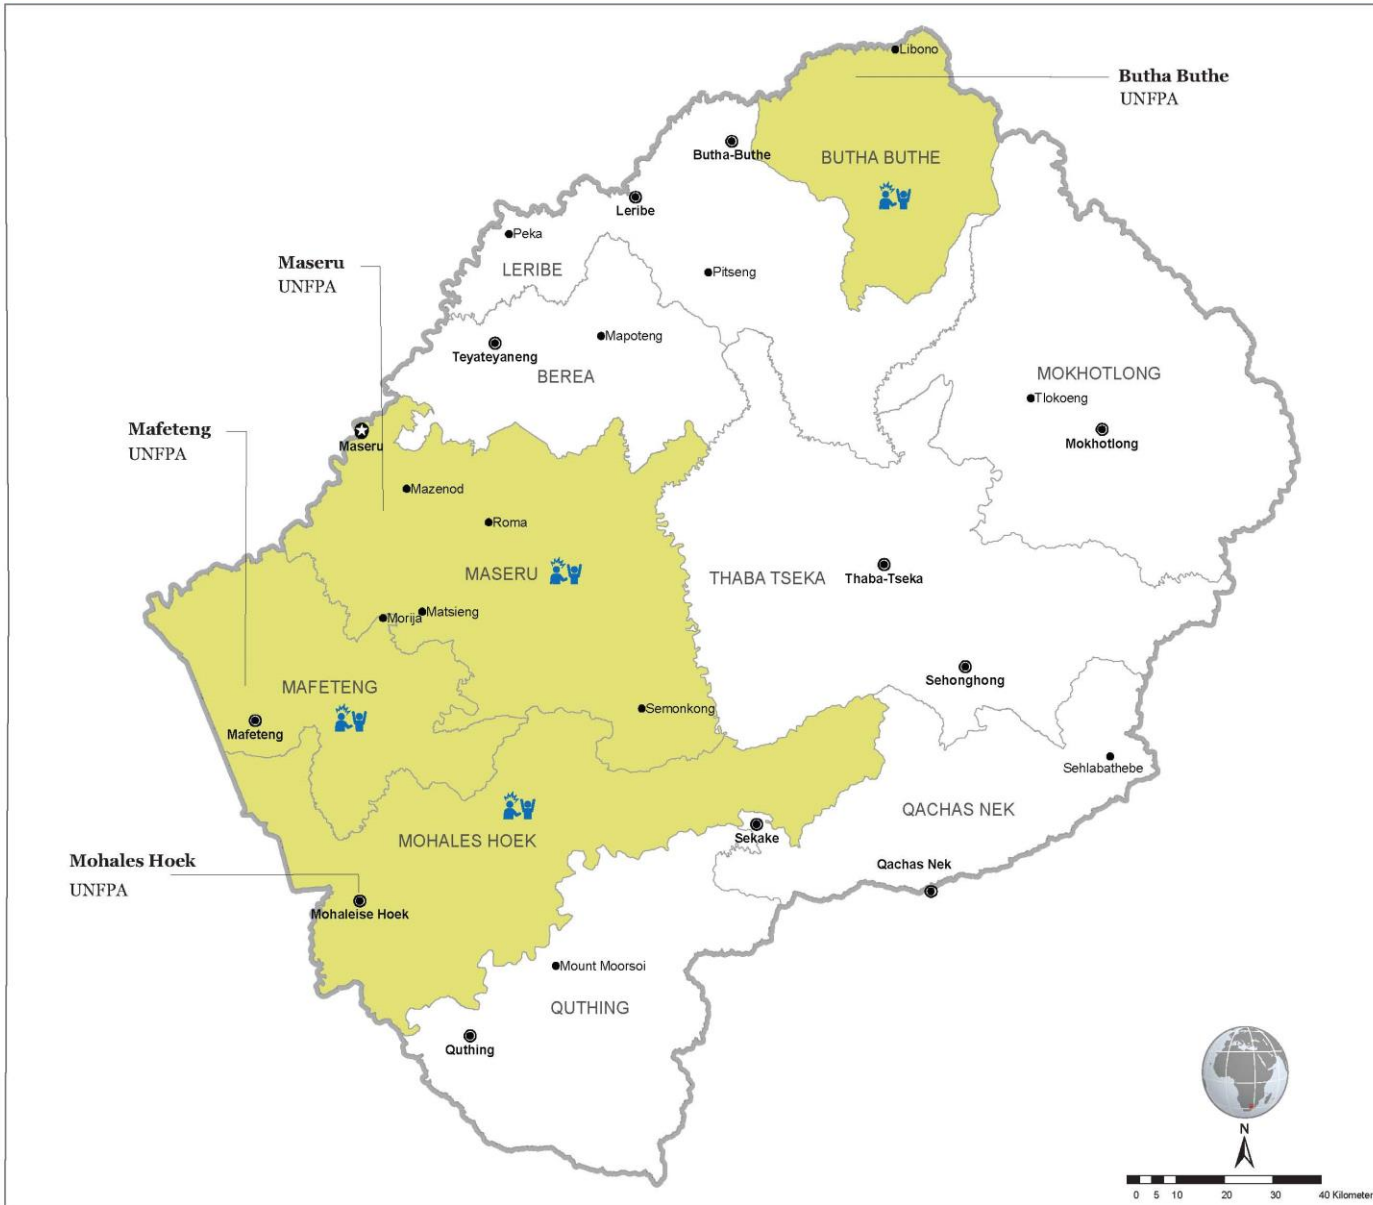 Libono
Butha Buthe
UNFPA
Butha-Buthe
BUTHA BUTHE
Leribe
Peka
Maseru
UNFPA
LERIBE
Pitseng
Mapoteng
Teyateyaneng
BEREA
MOKHOTLONG
Tlokoeng
Mafeteng
UNFPA
Maseru
Mokhotlong
Mazenod
Roma
MASERU
THABA TSEKA
Thaba-Tseka
Morija
Matsieng
Sehonghong
MAFETENG
Semonkong
Mafeteng
Sehlabathebe
QACHAS NEK
MOHALES HOEK
Sekake
Mohales Hoek
UNFPA
Qachas Nek
Mohaleise Hoek
Mount Moorsoi
QUTHING
Quthing
N
0 5 10 20 30 40 Kilometer